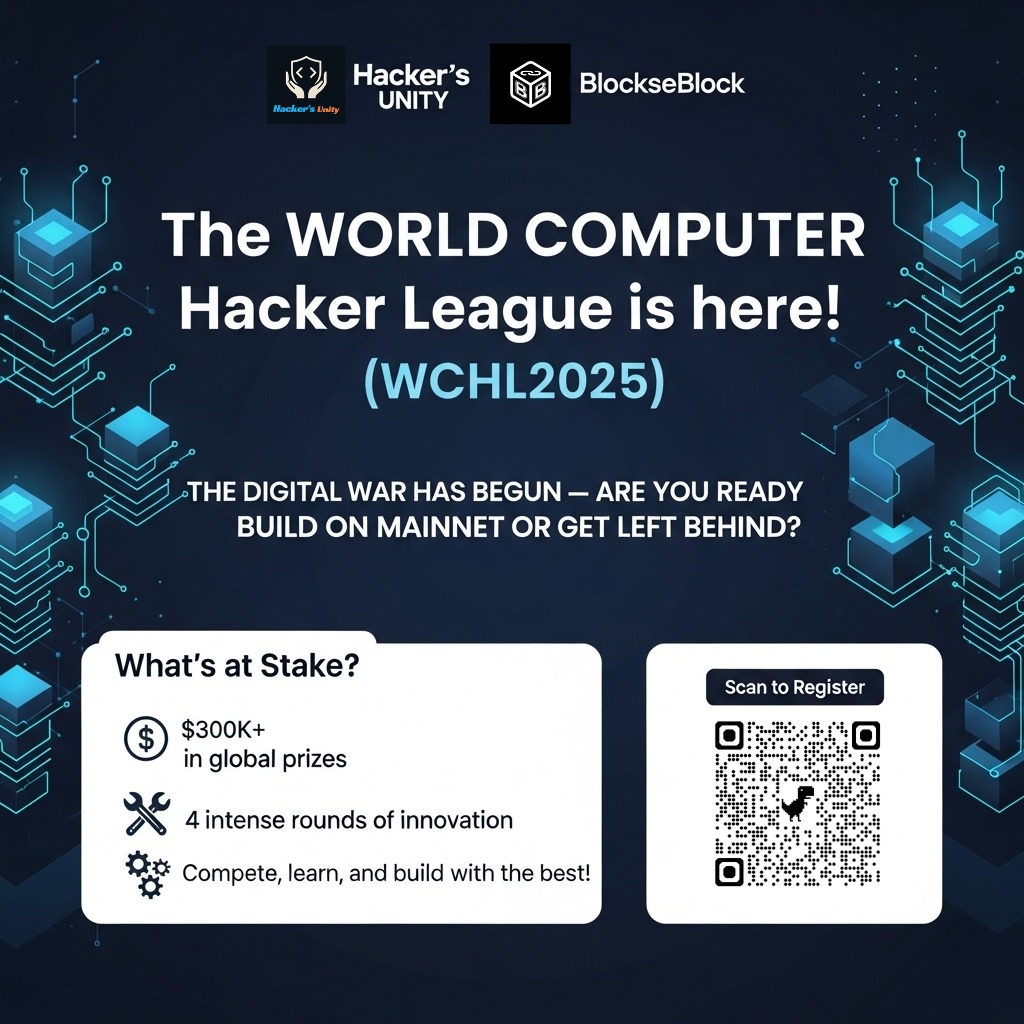 Hacker's Unity
Hacker's
UNITY
BB
BlockseBlock
The WORLD COMPUTER
Hacker League is here!
(WCHL2025)
THE DIGITAL WAR HAS BEGUN — ARE YOU READY
BUILD ON MAINNET OR GET LEFT BEHIND?
What's at Stake?
$300K+
in global prizes
4 intense rounds of innovation
Compete, learn, and build with the best!
Scan to Register